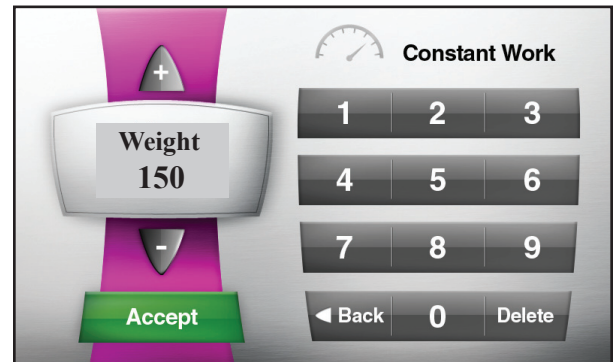 +
Weight
150
-
Accept
Constant Work
1 2 3
4 5 6
7 8 9
Back 0 Delete